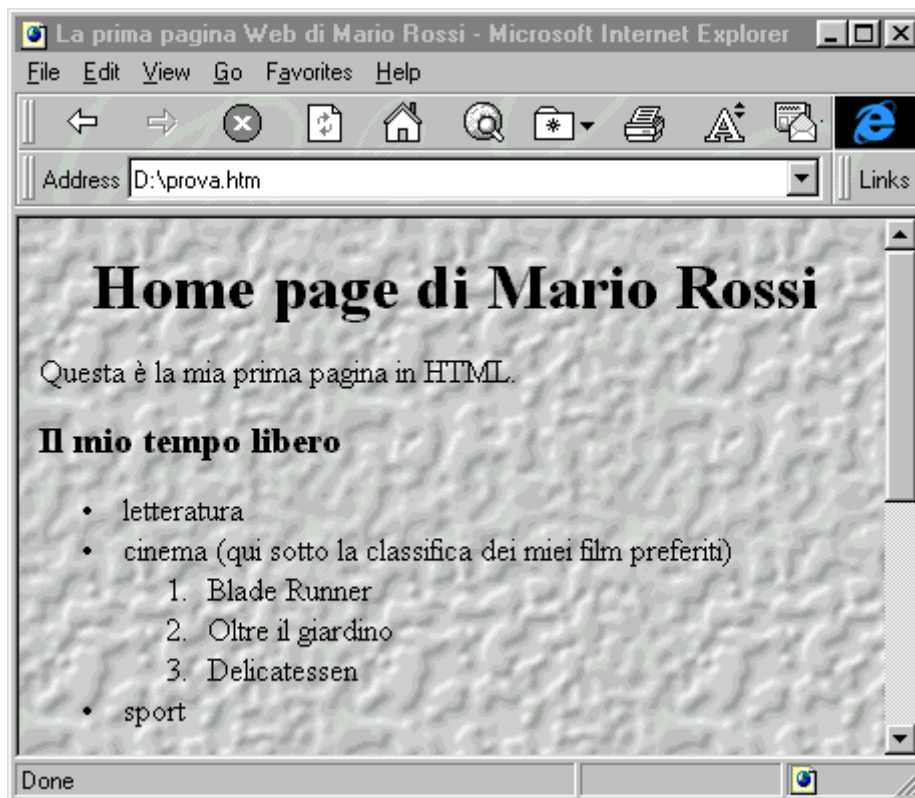 La prima pagina Web di Mario Rossi - Microsoft Internet Explorer
File Edit View Go Favorites Help
Address D:\prova.htm Links
Home page di Mario Rossi
Questa è la mia prima pagina in HTML.
Il mio tempo libero
• letteratura
• cinema (qui sotto la classifica dei miei film preferiti)
1. Blade Runner
2. Oltre il giardino
3. Delicatessen
• sport
Done